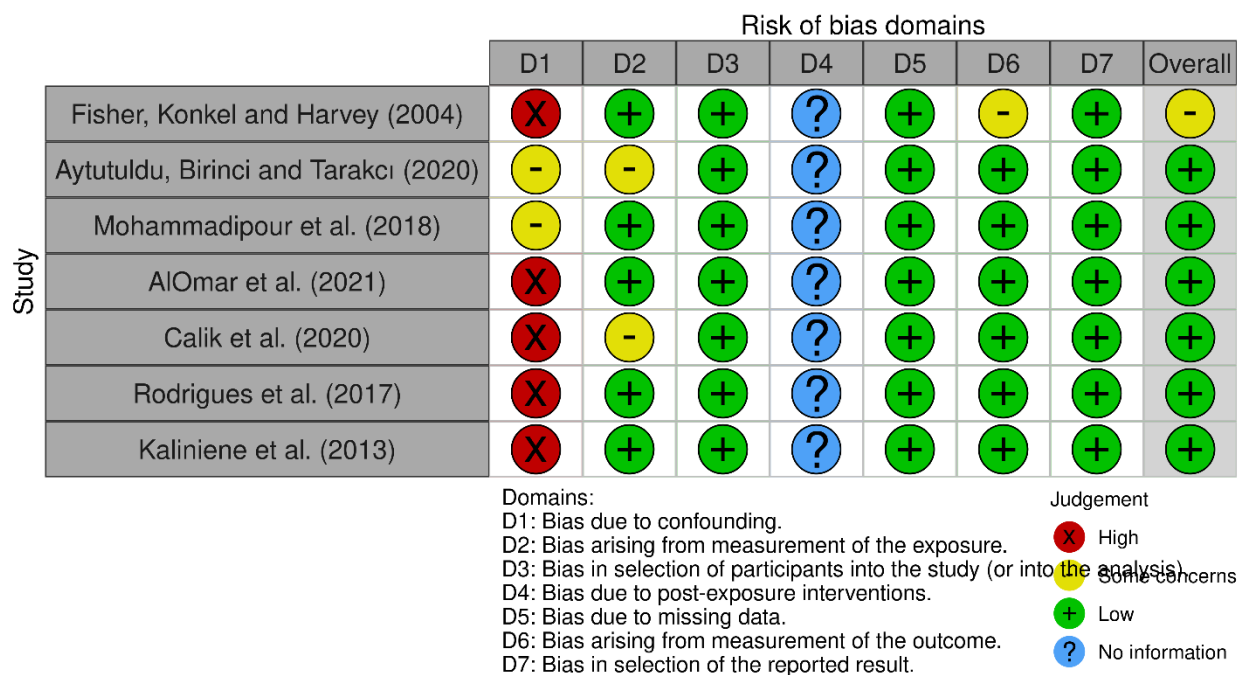 Risk of bias domains
D1 D2 D3 D4 D5 D6 D7 Overall
Study
Fisher, Konkel and Harvey (2004) X + + ? + - + -
Aytutuldu, Birinci and Tarakcı (2020) - - + ? + + + +
Mohammadipour et al. (2018) - + + ? + + + +
AlOmar et al. (2021) X + + ? + + + +
Calik et al. (2020) X - + ? + + + +
Rodrigues et al. (2017) X + + ? + + + +
Kaliniene et al. (2013) X + + ? + + + +
Domains:
D1: Bias due to confounding.
D2: Bias arising from measurement of the exposure.
D3: Bias in selection of participants into the study (or into the analysis).
D4: Bias due to post-exposure interventions.
D5: Bias due to missing data.
D6: Bias arising from measurement of the outcome.
D7: Bias in selection of the reported result.
Judgement
X High
- Some concerns
+ Low
? No information